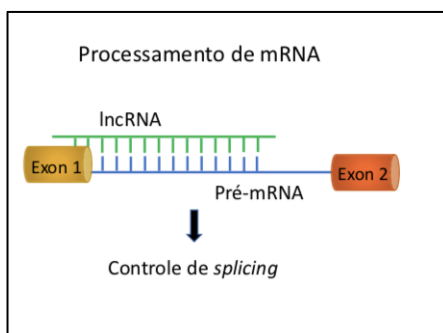 Processamento de mRNA
lncRNA
Exon 1
Exon 2
Pré-mRNA
Controle de splicing